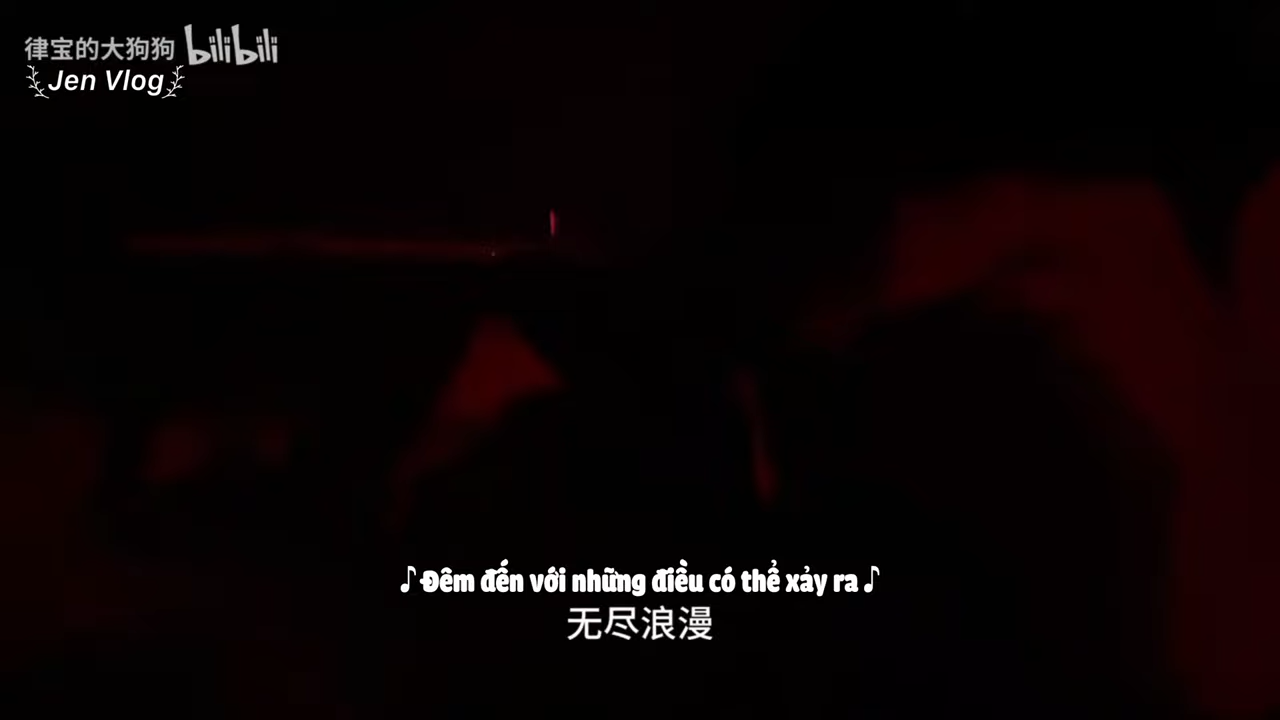 律宝的大狗狗 bilibili
Jen Vlog
♪Đêm đến với những điều có thể xảy ra♪
无尽浪漫